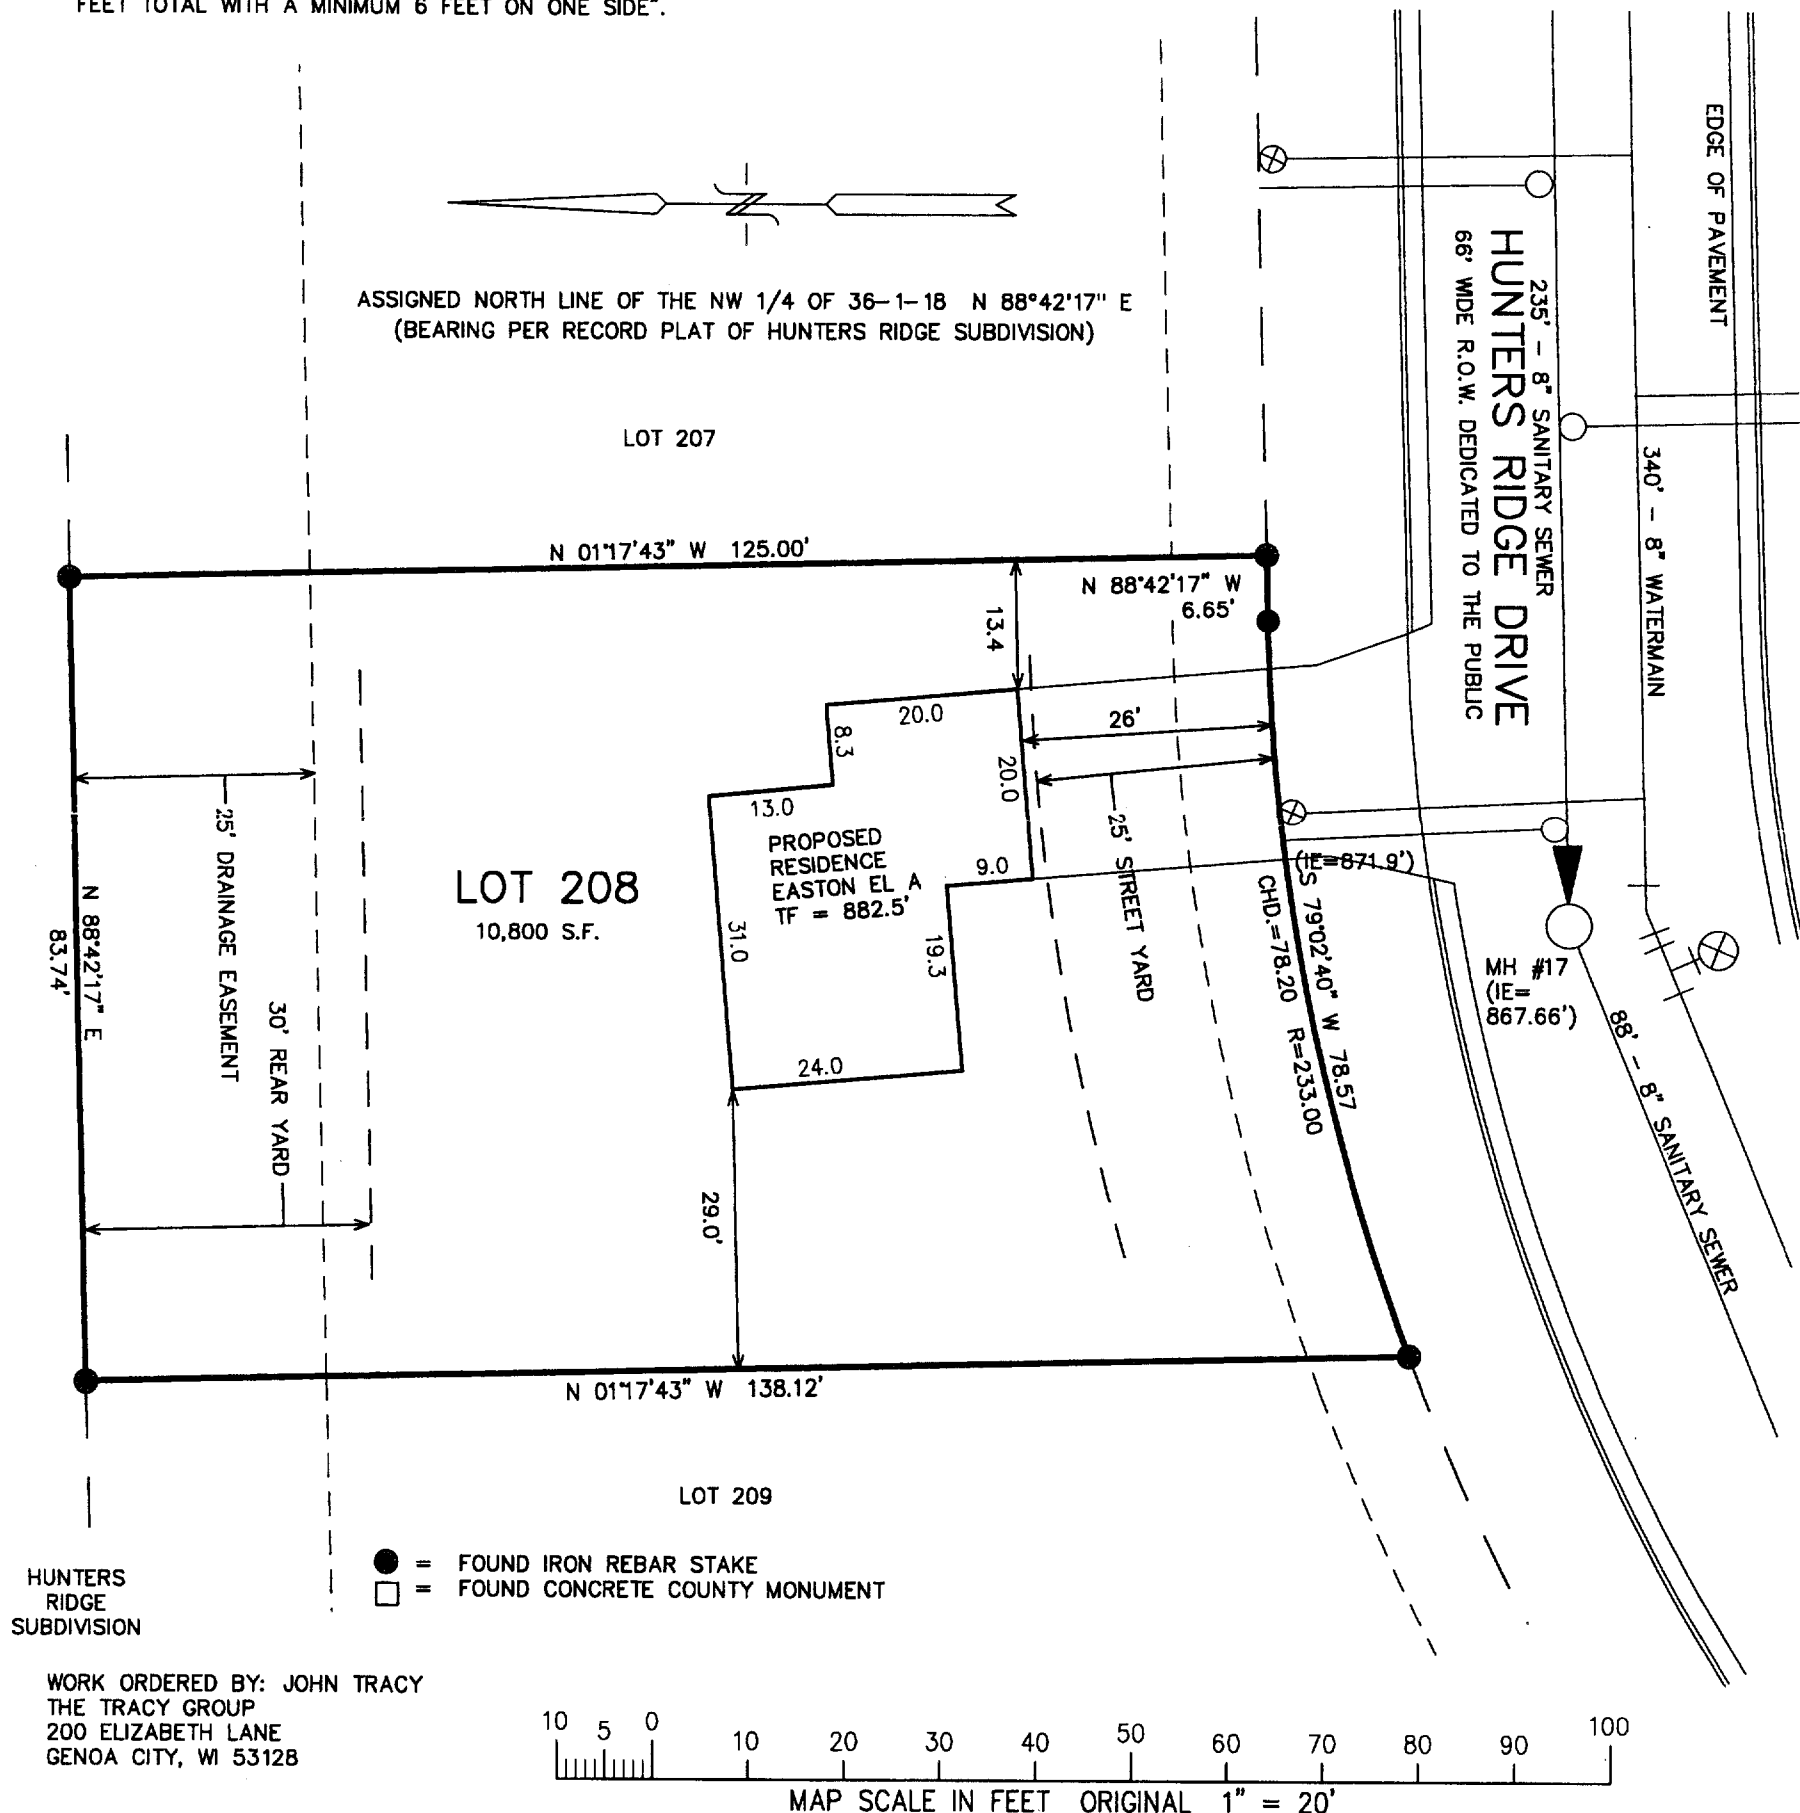 FEET TOTAL WITH A MINIMUM 6 FEET ON ONE SIDE".
ASSIGNED NORTH LINE OF THE NW 1/4 OF 36-1-18 N 88°42'17" E
(BEARING PER RECORD PLAT OF HUNTERS RIDGE SUBDIVISION)
EDGE OF PAVEMENT
235' - 8" SANITARY SEWER
HUNTERS RIDGE DRIVE
66' WIDE R.O.W. DEDICATED TO THE PUBLIC
340' - 8" WATERMAIN
LOT 207
N 01°17'43" W 125.00'
N 88°42'17" W
6.65'
13.4
20.0
8.3
26'
20.0
13.0
25' STREET YARD
PROPOSED
RESIDENCE
EASTON EL A
TF = 882.5'
9.0
(IE=871.9')
S 79°02'40" W 78.57
CHD.=78.20 R=233.00
LOT 208
10,800 S.F.
31.0
19.3
24.0
25' DRAINAGE EASEMENT
30' REAR YARD
N 88°42'17" E
83.74'
MH #17
(IE=
867.66')
88' - 8" SANITARY SEWER
29.0'
N 01°17'43" W 138.12'
LOT 209
= FOUND IRON REBAR STAKE
= FOUND CONCRETE COUNTY MONUMENT
HUNTERS
RIDGE
SUBDIVISION
WORK ORDERED BY: JOHN TRACY
THE TRACY GROUP
200 ELIZABETH LANE
GENOA CITY, WI 53128
10 5 0 10 20 30 40 50 60 70 80 90 100
MAP SCALE IN FEET ORIGINAL 1" = 20'